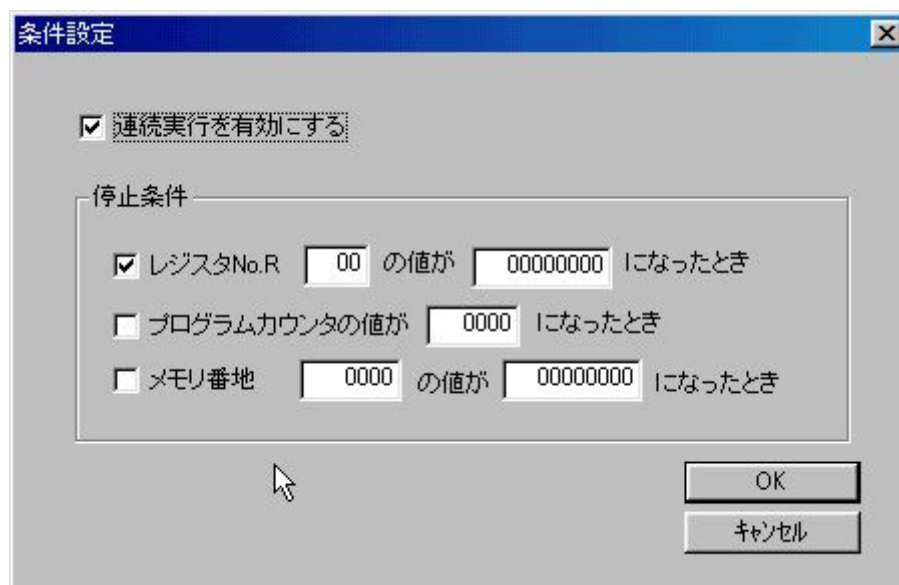 条件設定
連続実行を有効にする
停止条件
レジスタNo.R 00 の値が 00000000 になったとき
プログラムカウンタの値が 0000 になったとき
メモリ番地 0000 の値が 00000000 になったとき
OK
キャンセル